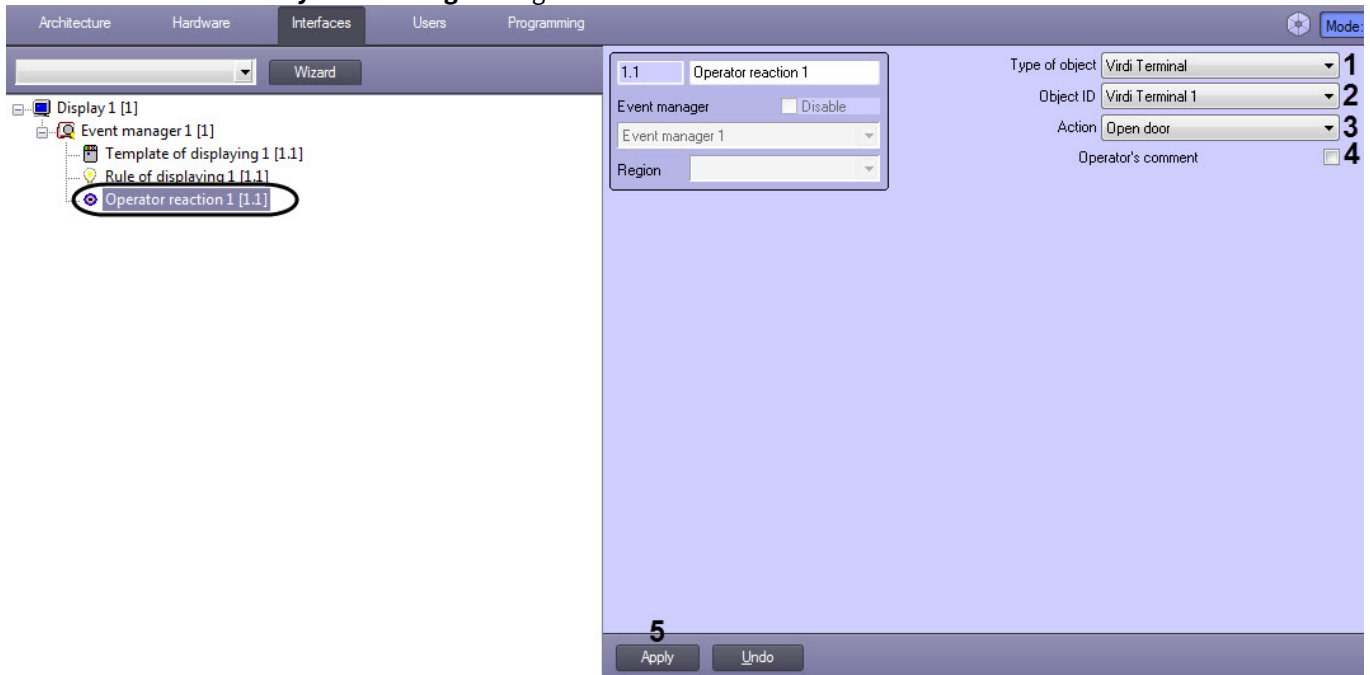 Architecture Hardware Interfaces Users Programming Mode:
Wizard
Display 1 [1]
Event manager 1 [1]
Template of displaying 1 [1.1]
Rule of displaying 1 [1.1]
Operator reaction 1 [1.1]
1.1 Operator reaction 1
Event manager Disable
Event manager 1
Region
Type of object Virdi Terminal 1
Object ID Virdi Terminal 1 2
Action Open door 3
Operator's comment 4
5
Apply Undo